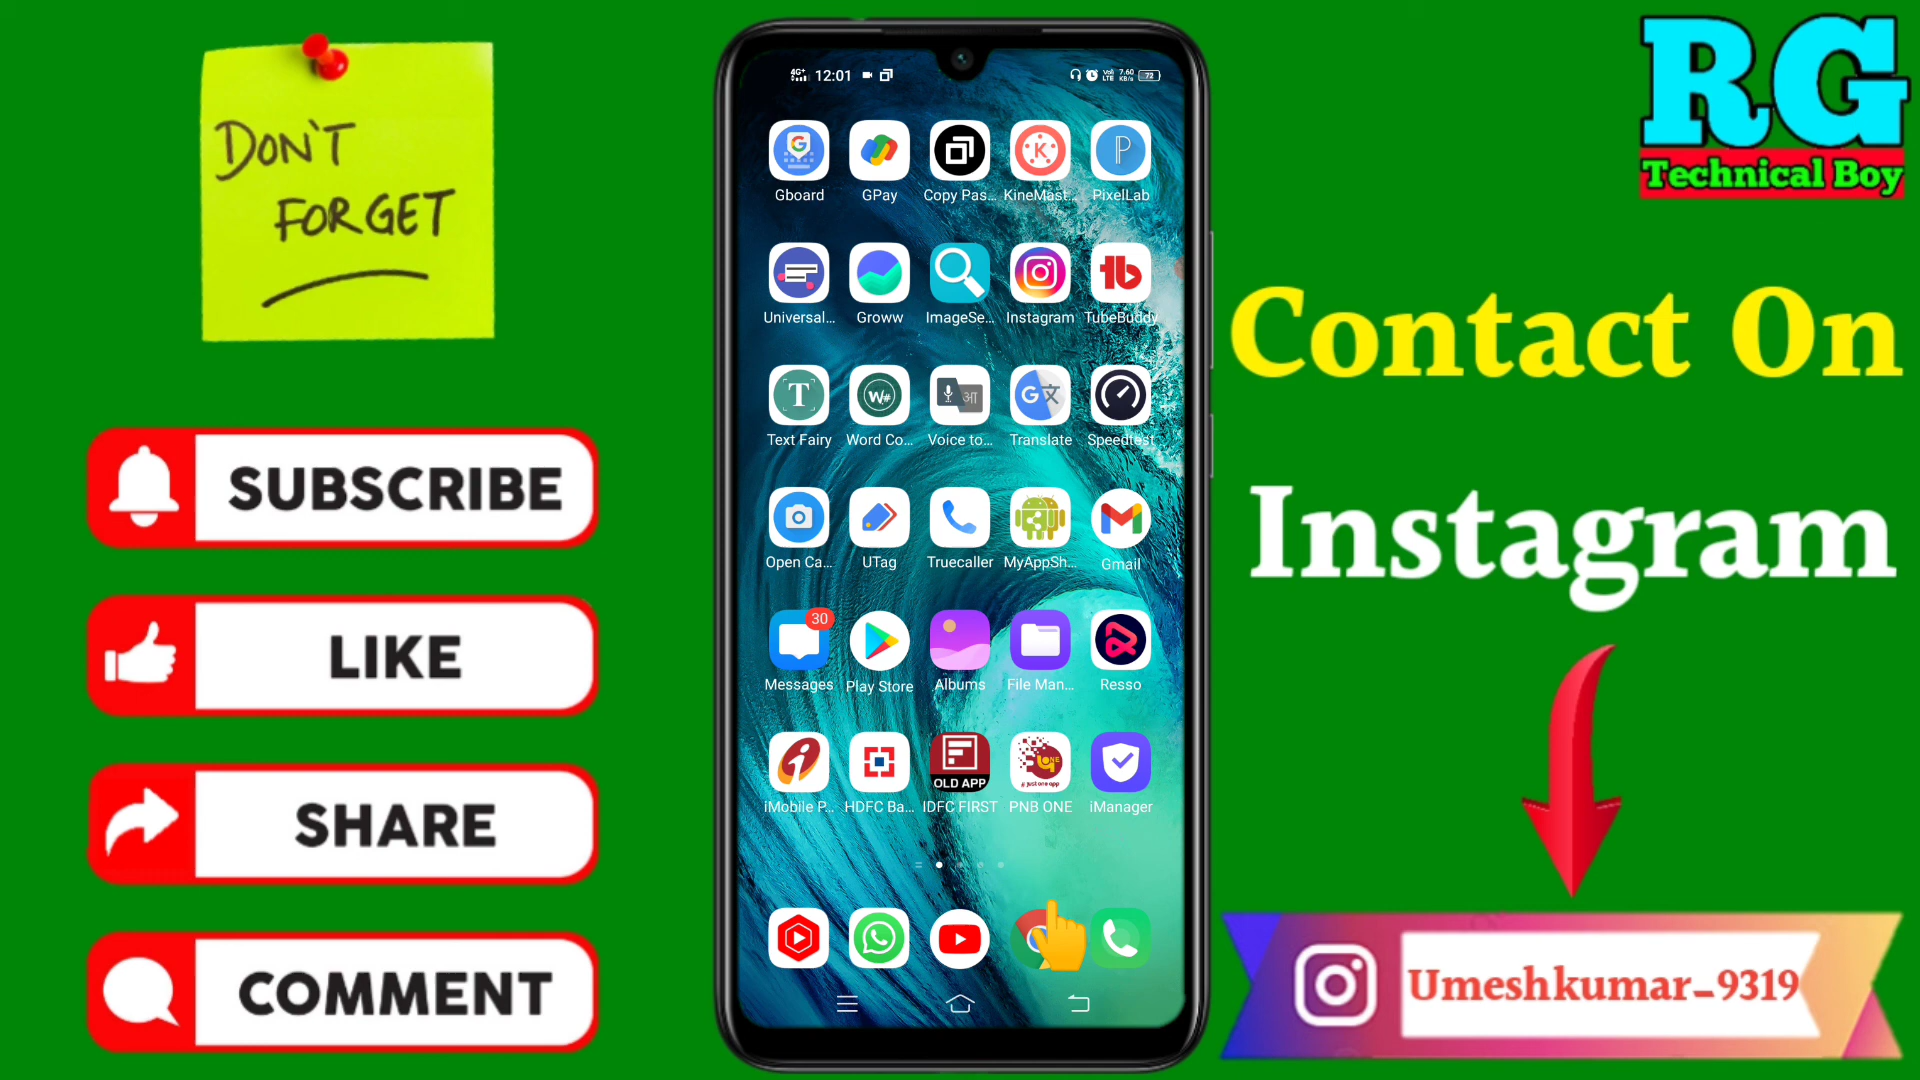 DON'T
FORGET
SUBSCRIBE
LIKE
SHARE
COMMENT
12:01
72
Gboard
GPay
Copy Pas...
KineMast...
PixelLab
Universal...
Groww
ImageSe...
Instagram
TubeBuddy
Text Fairy
Word Co...
Voice to...
Translate
Speedtest
Open Ca...
UTag
Truecaller
MyAppSh...
Gmail
30
Messages
Play Store
Albums
File Man...
Resso
OLD APP
iMobile P...
HDFC Ba...
IDFC FIRST
PNB ONE
iManager
RG
Technical Boy
Contact On
Instagram
Umeshkumar-9319